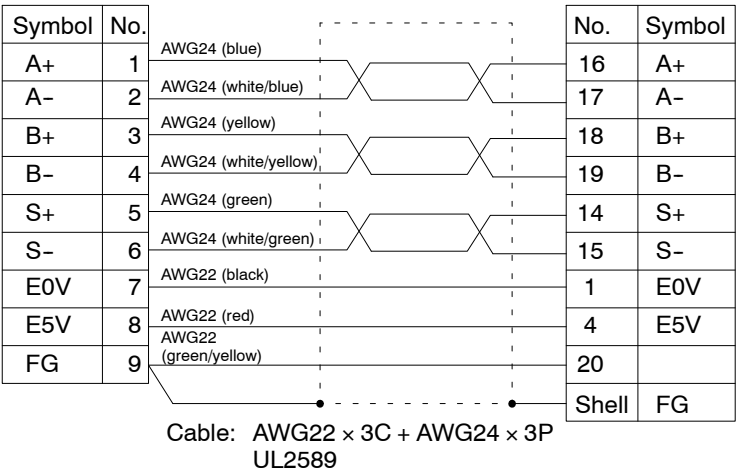 Symbol No. No. Symbol
A+ 1 AWG24 (blue) 16 A+
A- 2 AWG24 (white/blue) 17 A-
B+ 3 AWG24 (yellow) 18 B+
B- 4 AWG24 (white/yellow) 19 B-
S+ 5 AWG24 (green) 14 S+
S- 6 AWG24 (white/green) 15 S-
E0V 7 AWG22 (black) 1 E0V
E5V 8 AWG22 (red) 4 E5V
FG 9 AWG22 (green/yellow) 20
Shell FG
Cable: AWG22 × 3C + AWG24 × 3P
UL2589